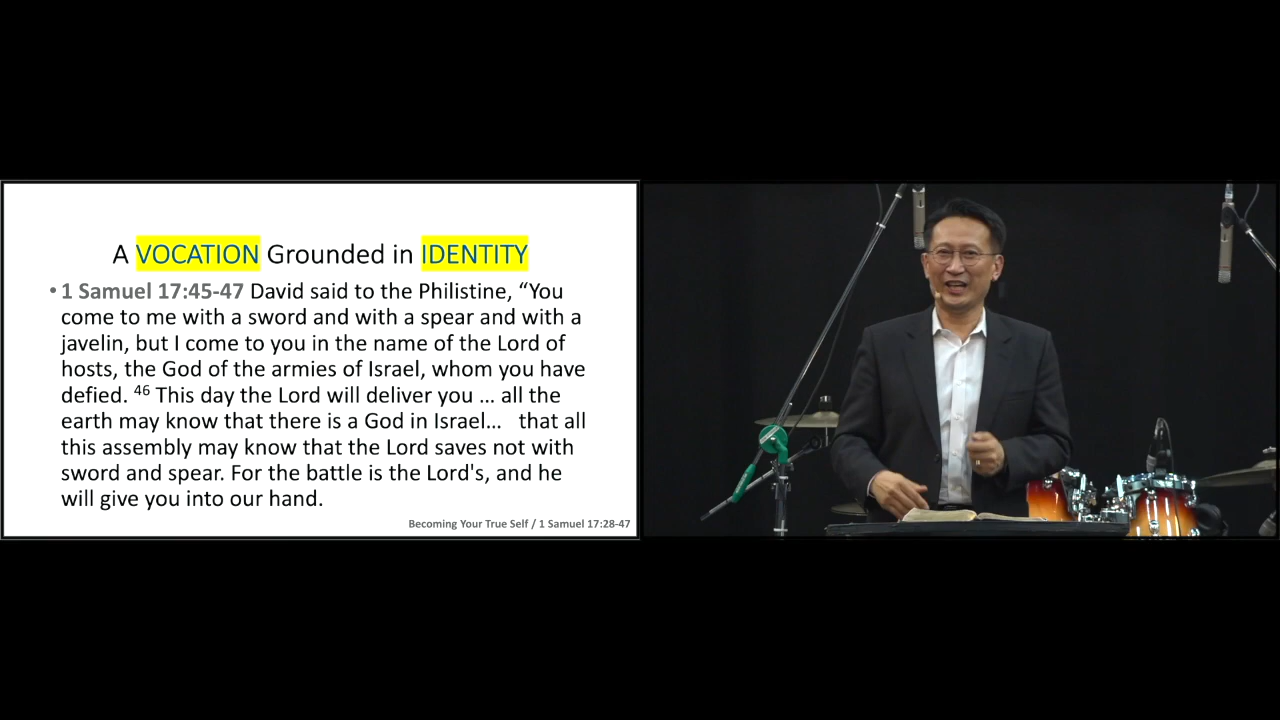 A VOCATION Grounded in IDENTITY
• 1 Samuel 17:45-47 David said to the Philistine, “You
come to me with a sword and with a spear and with a
javelin, but I come to you in the name of the Lord of
hosts, the God of the armies of Israel, whom you have
defied. ⁴⁶ This day the Lord will deliver you … all the
earth may know that there is a God in Israel…   that all
this assembly may know that the Lord saves not with
sword and spear. For the battle is the Lord's, and he
will give you into our hand.
Becoming Your True Self / 1 Samuel 17:28-47